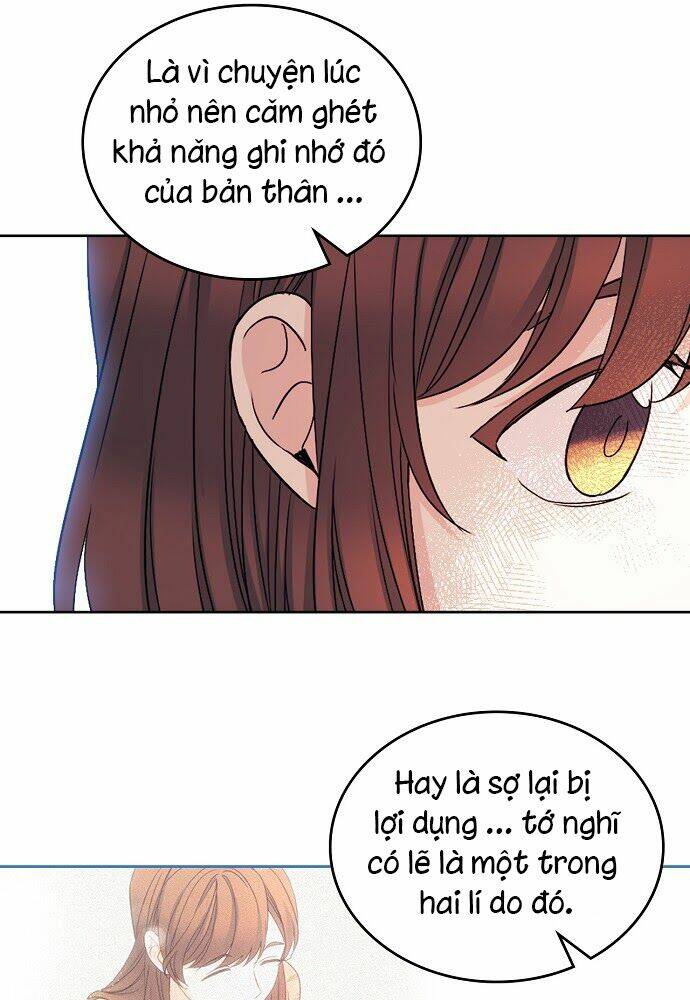 Là vì chuyện lúc
nhỏ nên căm ghét
khả năng ghi nhớ đó
của bản thân ...
Hay là sợ lại bị
lợi dụng ... tớ nghĩ
có lẽ là một trong
hai lí do đó.